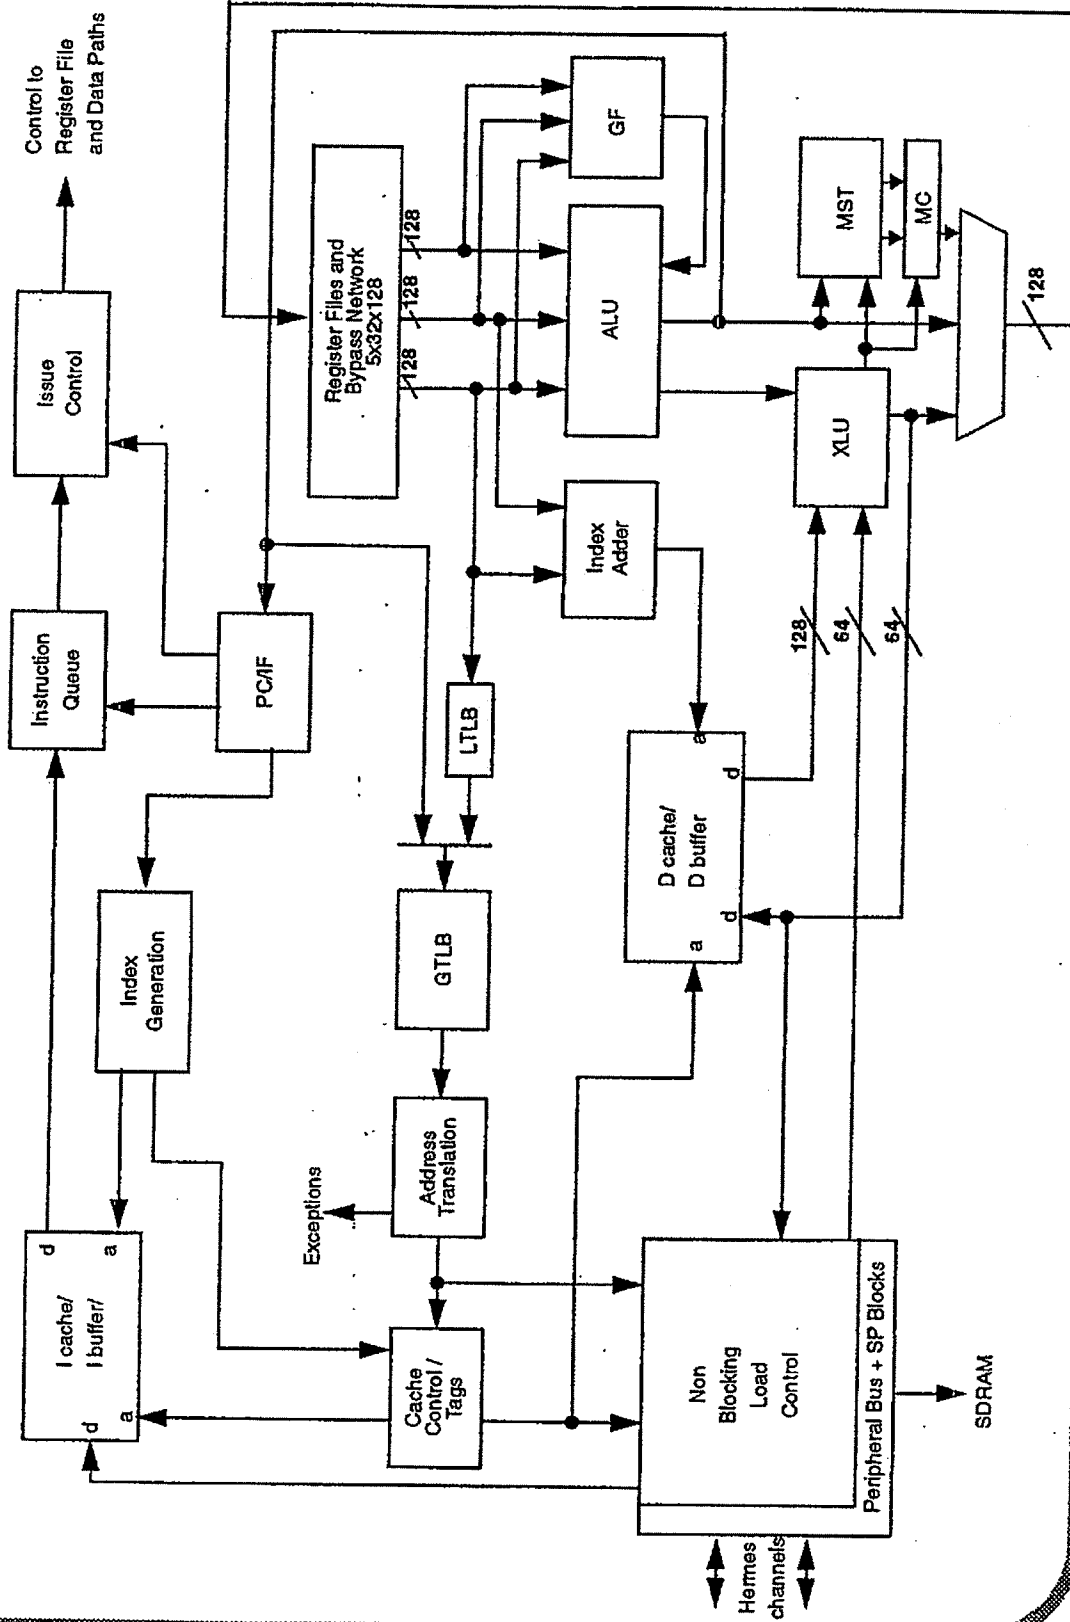 Control to
Register File
and Data Paths
Issue
Control
Instruction
Queue
PC/IF
Index
Generation
I cache/
I buffer/
d
a
d
a
Register Files and
Bypass Network
5x32x128
128
128
128
GF
ALU
Index
Adder
LTLB
GTLB
Address
Translation
Exceptions
Cache
Control /
Tags
MST
MC
XLU
128
128
64
64
D cache/
D buffer
a
d
a
d
Non
Blocking
Load
Control
Peripheral Bus + SP Blocks
SDRAM
Hermes
channels